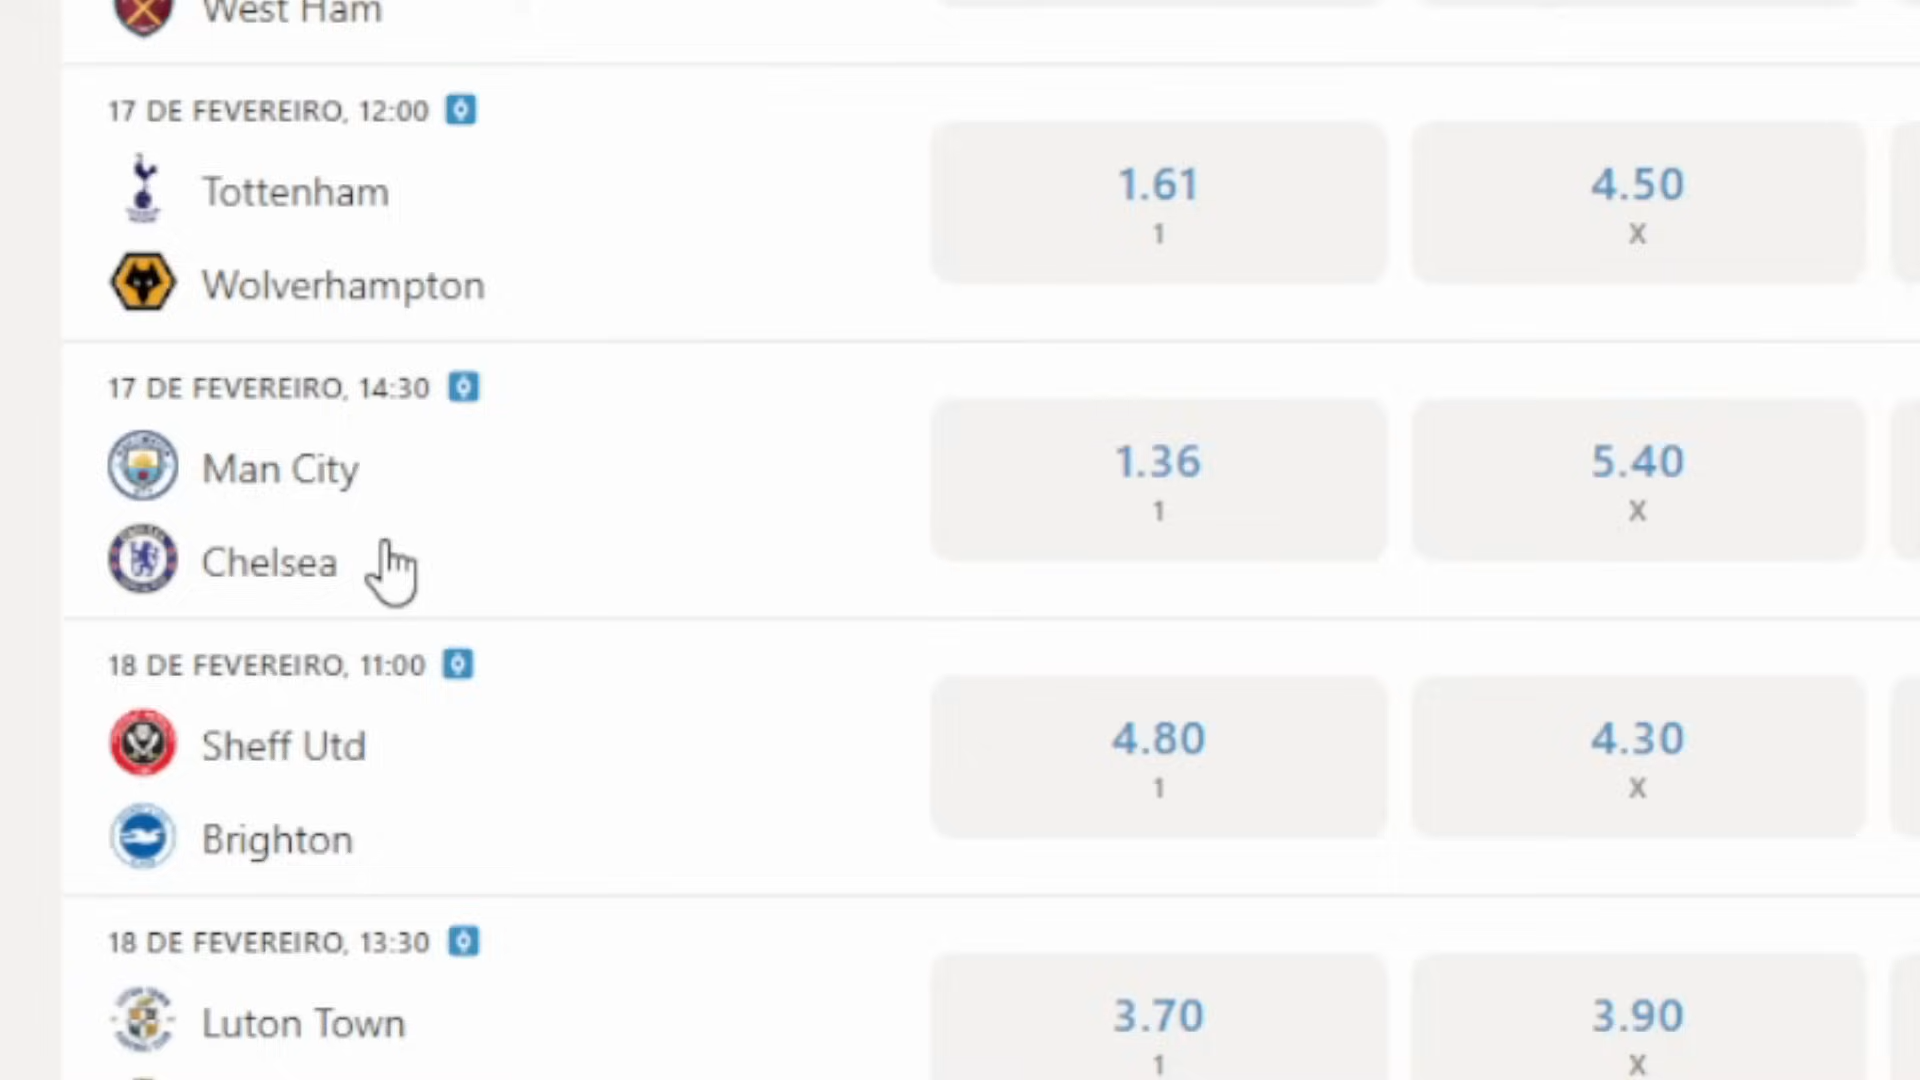 West Ham
17 DE FEVEREIRO, 12:00
Tottenham
Wolverhampton
1.61
1
4.50
X
17 DE FEVEREIRO, 14:30
Man City
Chelsea
1.36
1
5.40
X
18 DE FEVEREIRO, 11:00
Sheff Utd
Brighton
4.80
1
4.30
X
18 DE FEVEREIRO, 13:30
Luton Town
3.70
1
3.90
X